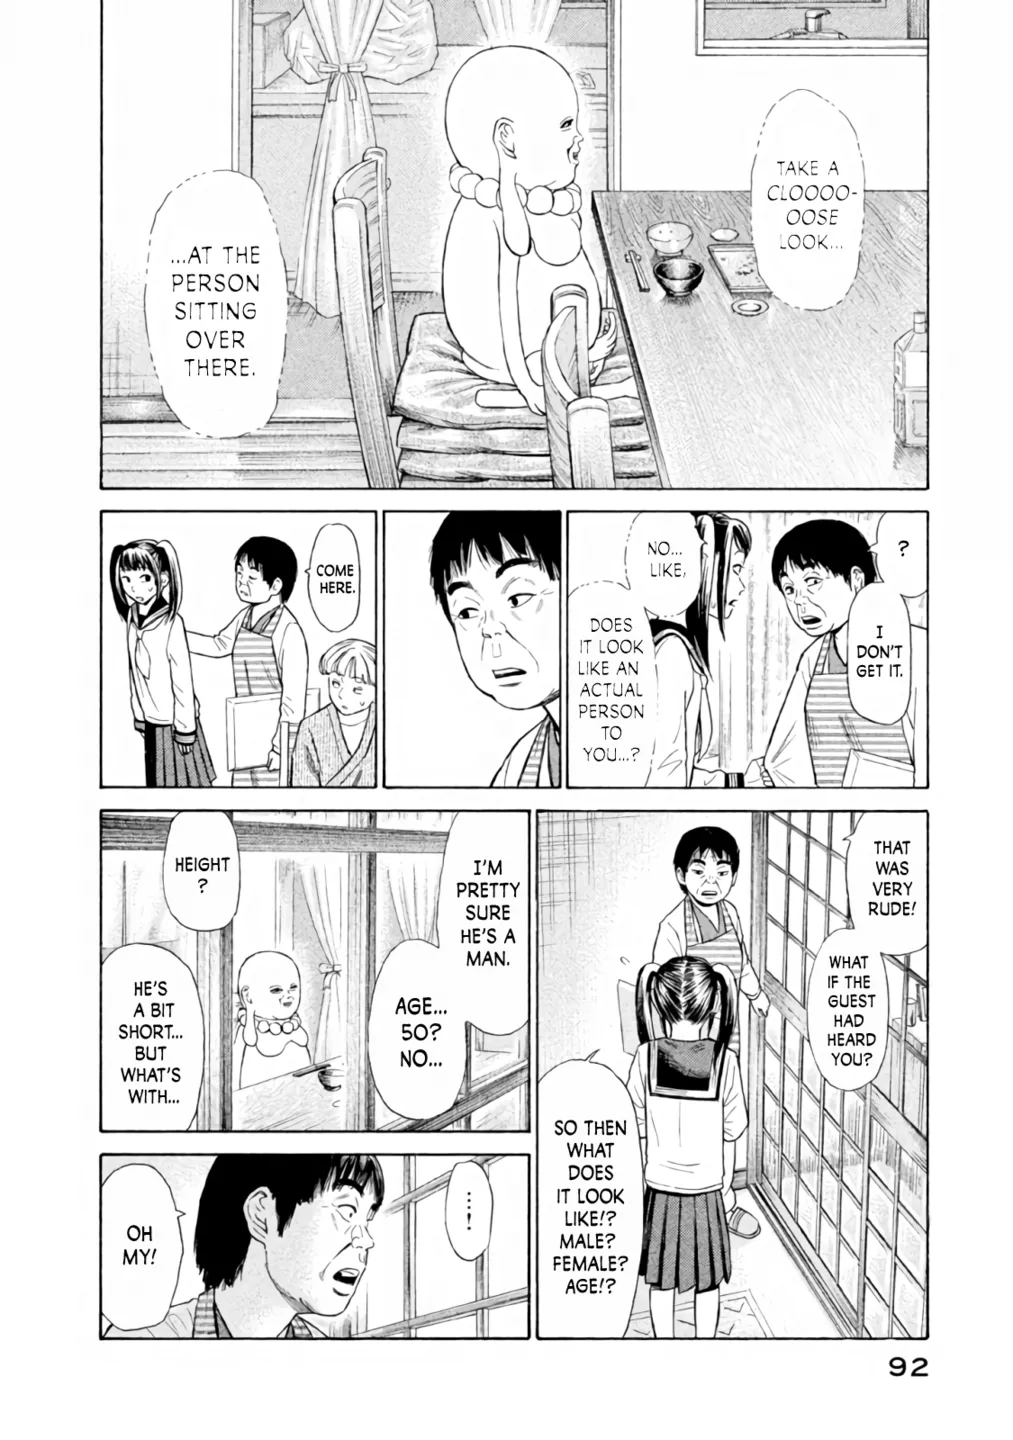 TAKE A
CLOOOO-
OOSE
LOOK...
...AT THE
PERSON
SITTING
OVER
THERE.
?
I
DON'T
GET IT.
NO...
LIKE,
DOES
IT LOOK
LIKE AN
ACTUAL
PERSON
TO
YOU...?
COME
HERE.
THAT
WAS
VERY
RUDE!
WHAT
IF THE
GUEST
HAD
HEARD
YOU?
SO THEN
WHAT
DOES
IT LOOK
LIKE!?
MALE?
FEMALE?
AGE!?
I'M
PRETTY
SURE
HE'S A
MAN.
AGE...
50?
NO...
HEIGHT
?
HE'S
A BIT
SHORT...
BUT
WHAT'S
WITH...
...!
OH
MY!
92